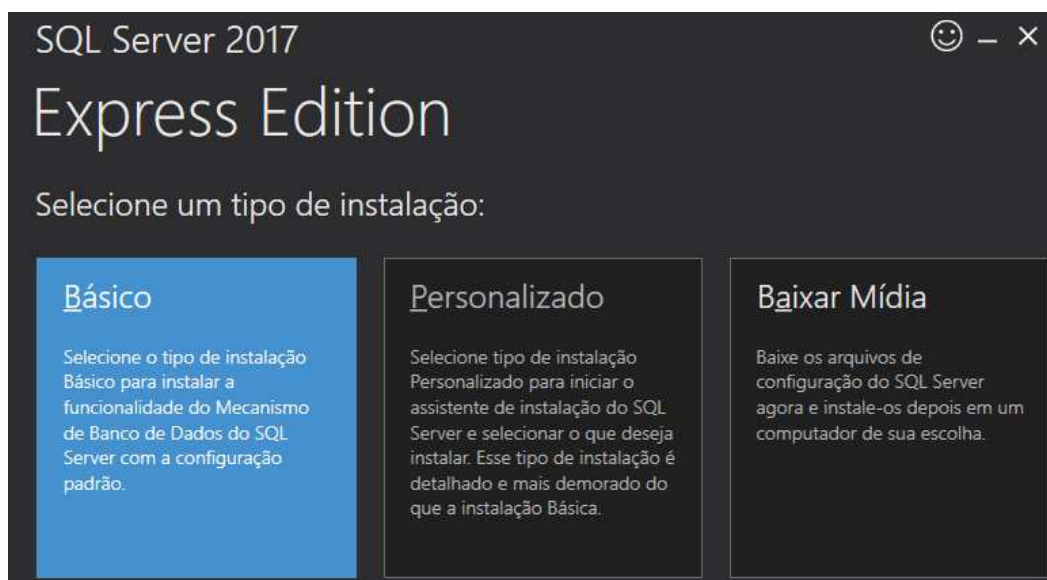 SQL Server 2017
Express Edition
Selecione um tipo de instalação:
Básico
Selecione o tipo de instalação
Básico para instalar a
funcionalidade do Mecanismo
de Banco de Dados do SQL
Server com a configuração
padrão.
Personalizado
Selecione tipo de instalação
Personalizado para iniciar o
assistente de instalação do SQL
Server e selecionar o que deseja
instalar. Esse tipo de instalação é
detalhado e mais demorado do
que a instalação Básica.
Baixar Mídia
Baixe os arquivos de
configuração do SQL Server
agora e instale-os depois em um
computador de sua escolha.